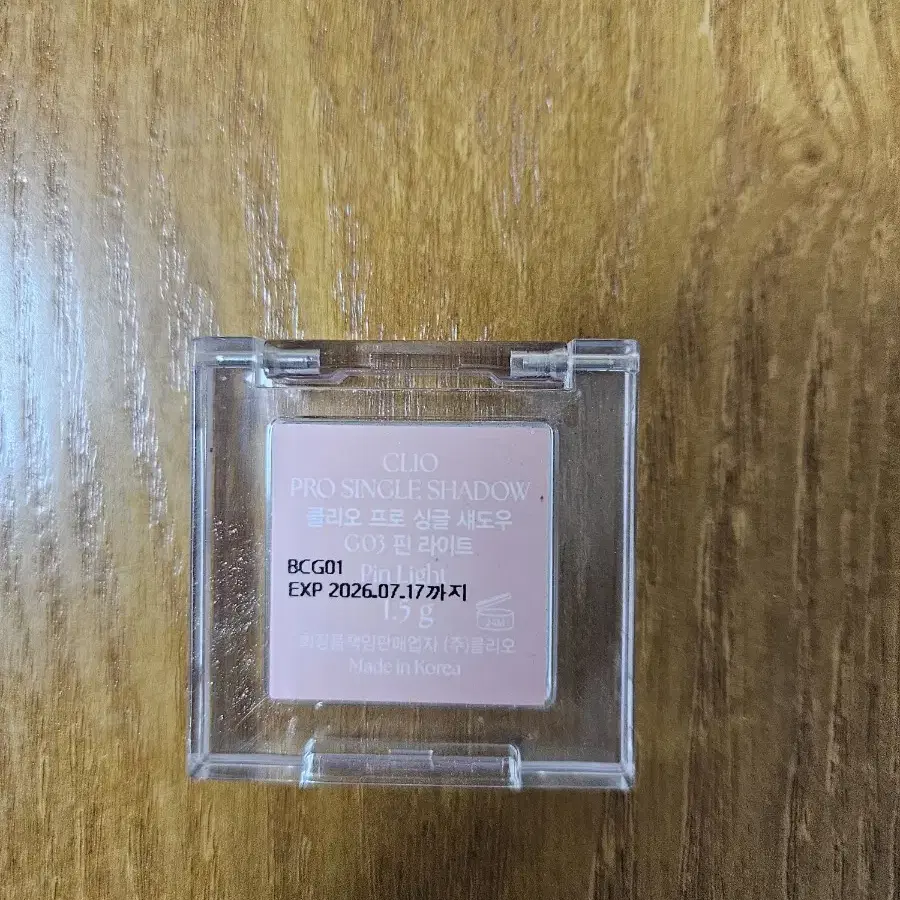 CLIO
PRO SINGLE SHADOW
클리오 프로 싱글 섀도우
G03 핀 라이트
BCG01
Pin Light
EXP 2026.07.17까지
1.5 g
24M
화장품책임판매업자 (주)클리오
Made in Korea